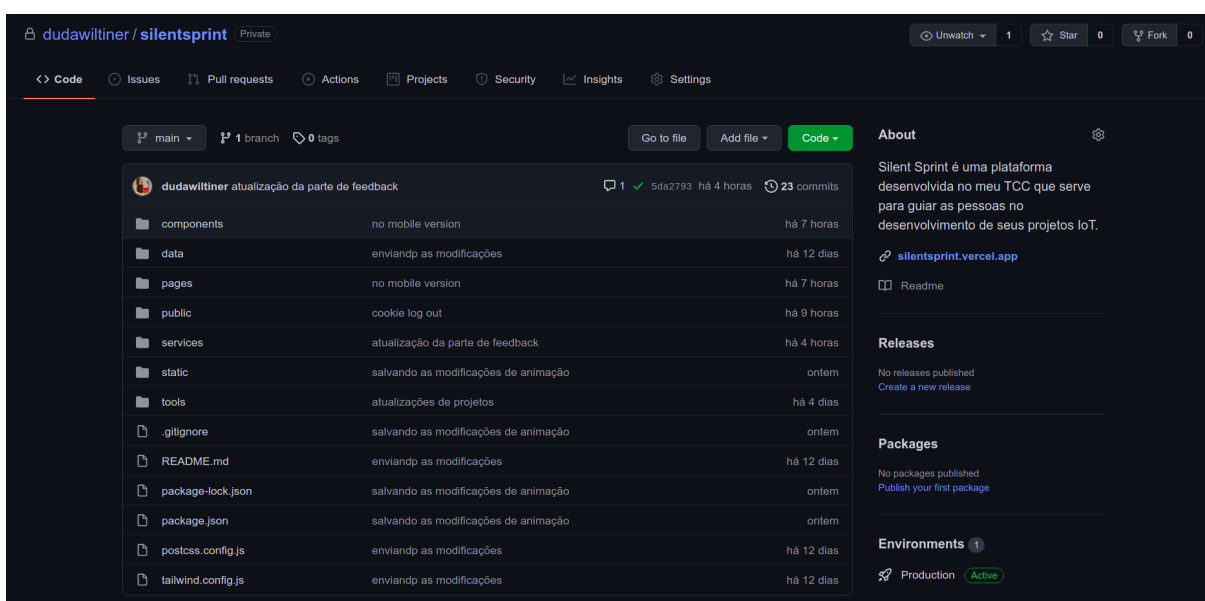 dudawiltiner / silentsprint Private
Unwatch 1 Star 0 Fork 0
Code Issues Pull requests Actions Projects Security Insights Settings
main 1 branch 0 tags Go to file Add file Code
dudawiltiner atualização da parte de feedback 1 5da2793 há 4 horas 23 commits
components no mobile version há 7 horas
data enviandp as modificações há 12 dias
pages no mobile version há 7 horas
public cookie log out há 9 horas
services atualização da parte de feedback há 4 horas
static salvando as modificações de animação ontem
tools atualizações de projetos há 4 dias
.gitignore salvando as modificações de animação ontem
README.md enviandp as modificações há 12 dias
package-lock.json salvando as modificações de animação ontem
package.json salvando as modificações de animação ontem
postcss.config.js enviandp as modificações há 12 dias
tailwind.config.js enviandp as modificações há 12 dias
About
Silent Sprint é uma plataforma
desenvolvida no meu TCC que serve
para guiar as pessoas no
desenvolvimento de seus projetos IoT.
silentsprint.vercel.app
Readme
Releases
No releases published
Create a new release
Packages
No packages published
Publish your first package
Environments 1
Production Active